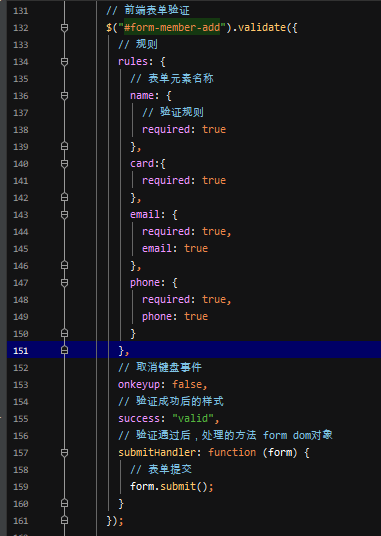 131 // 前端表单验证
132 $("#form-member-add").validate({
133 // 规则
134 rules: {
135 // 表单元素名称
136 name: {
137 // 验证规则
138 required: true
139 },
140 card:{
141 required: true
142 },
143 email: {
144 required: true,
145 email: true
146 },
147 phone: {
148 required: true,
149 phone: true
150 }
151 },
152 // 取消键盘事件
153 onkeyup: false,
154 // 验证成功后的样式
155 success: "valid",
156 // 验证通过后，处理的方法 form dom对象
157 submitHandler: function (form) {
158 // 表单提交
159 form.submit();
160 }
161 });